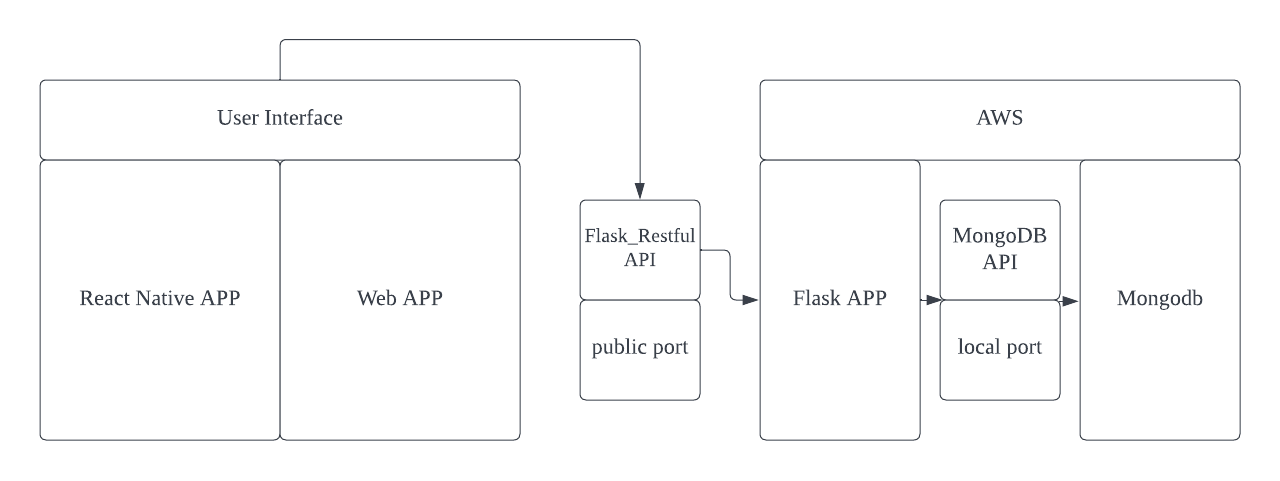 User Interface
React Native APP
Web APP
Flask_Restful
API
public port
AWS
Flask APP
MongoDB
API
local port
Mongodb